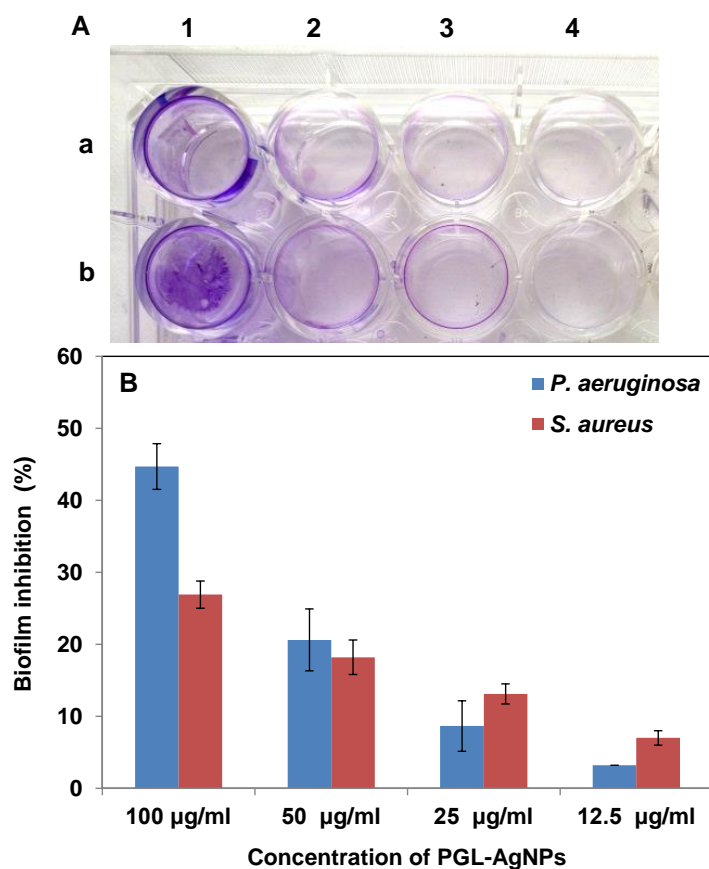 A 1 2 3 4
a
b
60
B
P. aeruginosa
50
S. aureus
40
30
20
10
0
Biofilm inhibition (%)
100 µg/ml 50 µg/ml 25 µg/ml 12.5 µg/ml
Concentration of PGL-AgNPs